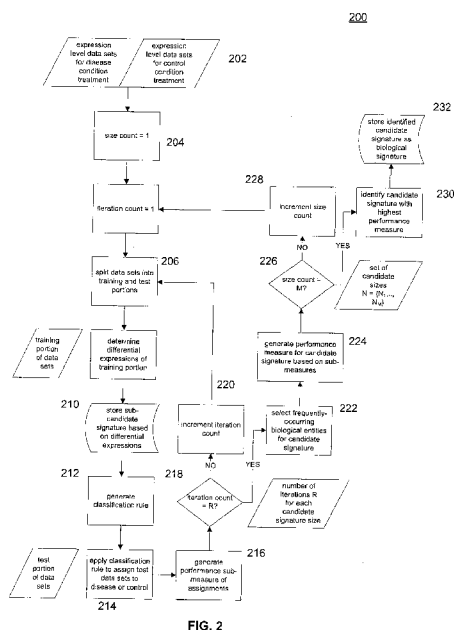 200
expression
level data sets
for disease
condition
treatment
expression
level data sets
for control
condition
treatment
202
size count = 1
204
iteration count = 1
206
split data sets into
training and test
portions
training
portion of data
sets
determine
differential
expressions of
training portion
210
store sub-
candidate
signature based
on differential
expressions
212
generate
classification rule
test
portion
of data
sets
apply classification
rule to assign test
data sets to
disease or control
214
generate
performance sub-
measure of
assignments
216
218
iteration count
= R?
NO
YES
number of
iterations R
for each
candidate
signature size
220
increment iteration
count
222
select frequently-
occurring
biological entities
for candidate
signature
224
generate performance
measure for candidate
signature based on sub-
measures
226
size count =
M?
NO
YES
set of
candidate
sizes
N = {N1,...,
NM}
228
increment size
count
230
identify candidate
signature with
highest
performance
measure
232
store identified
candidate
signature as
biological
signature
FIG. 2